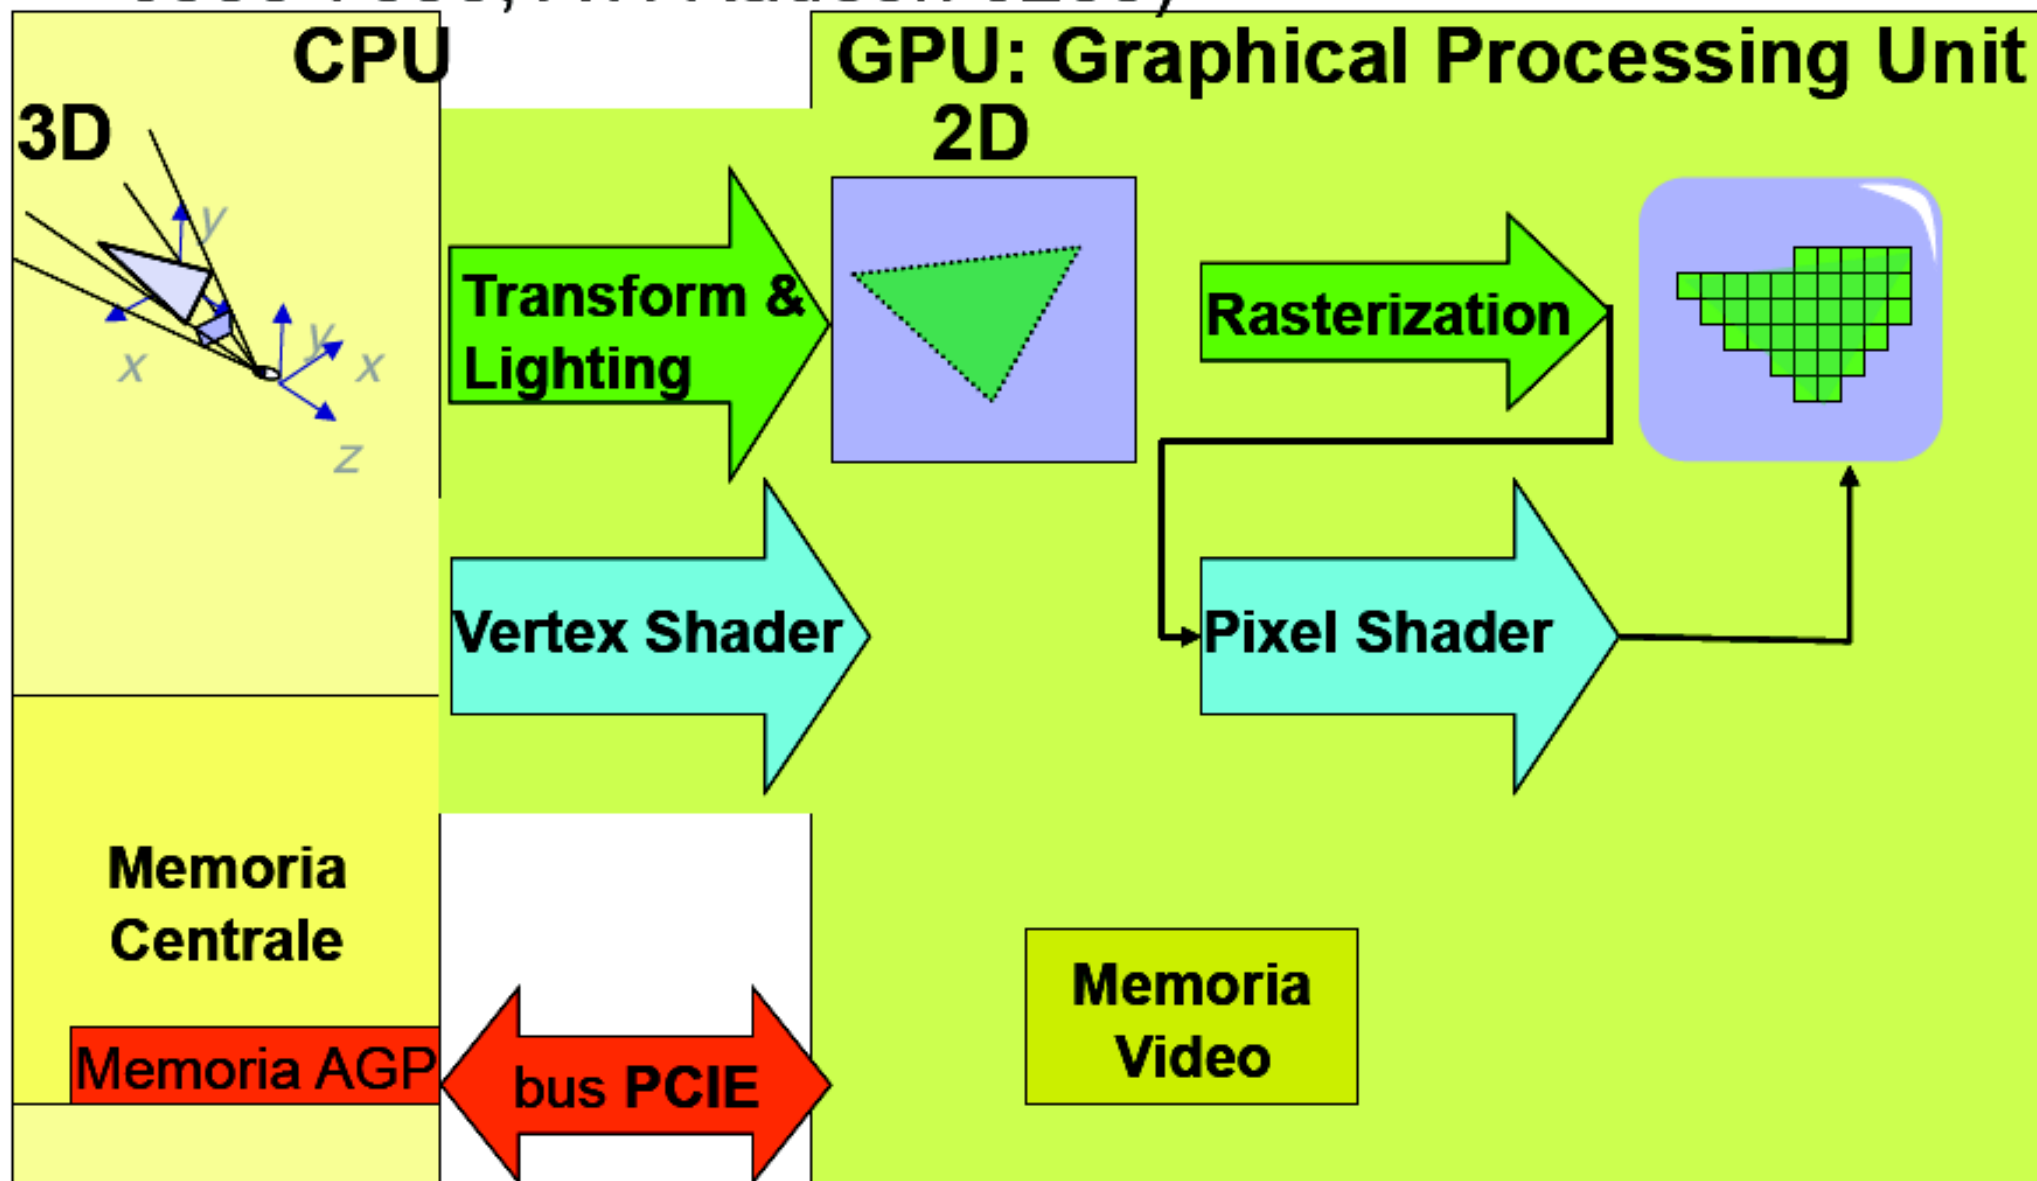 CPU
GPU: Graphical Processing Unit
3D
2D
y
x
y
x
z
Transform &
Lighting
Rasterization
Vertex Shader
Pixel Shader
Memoria
Centrale
Memoria AGP
bus PCIE
Memoria
Video